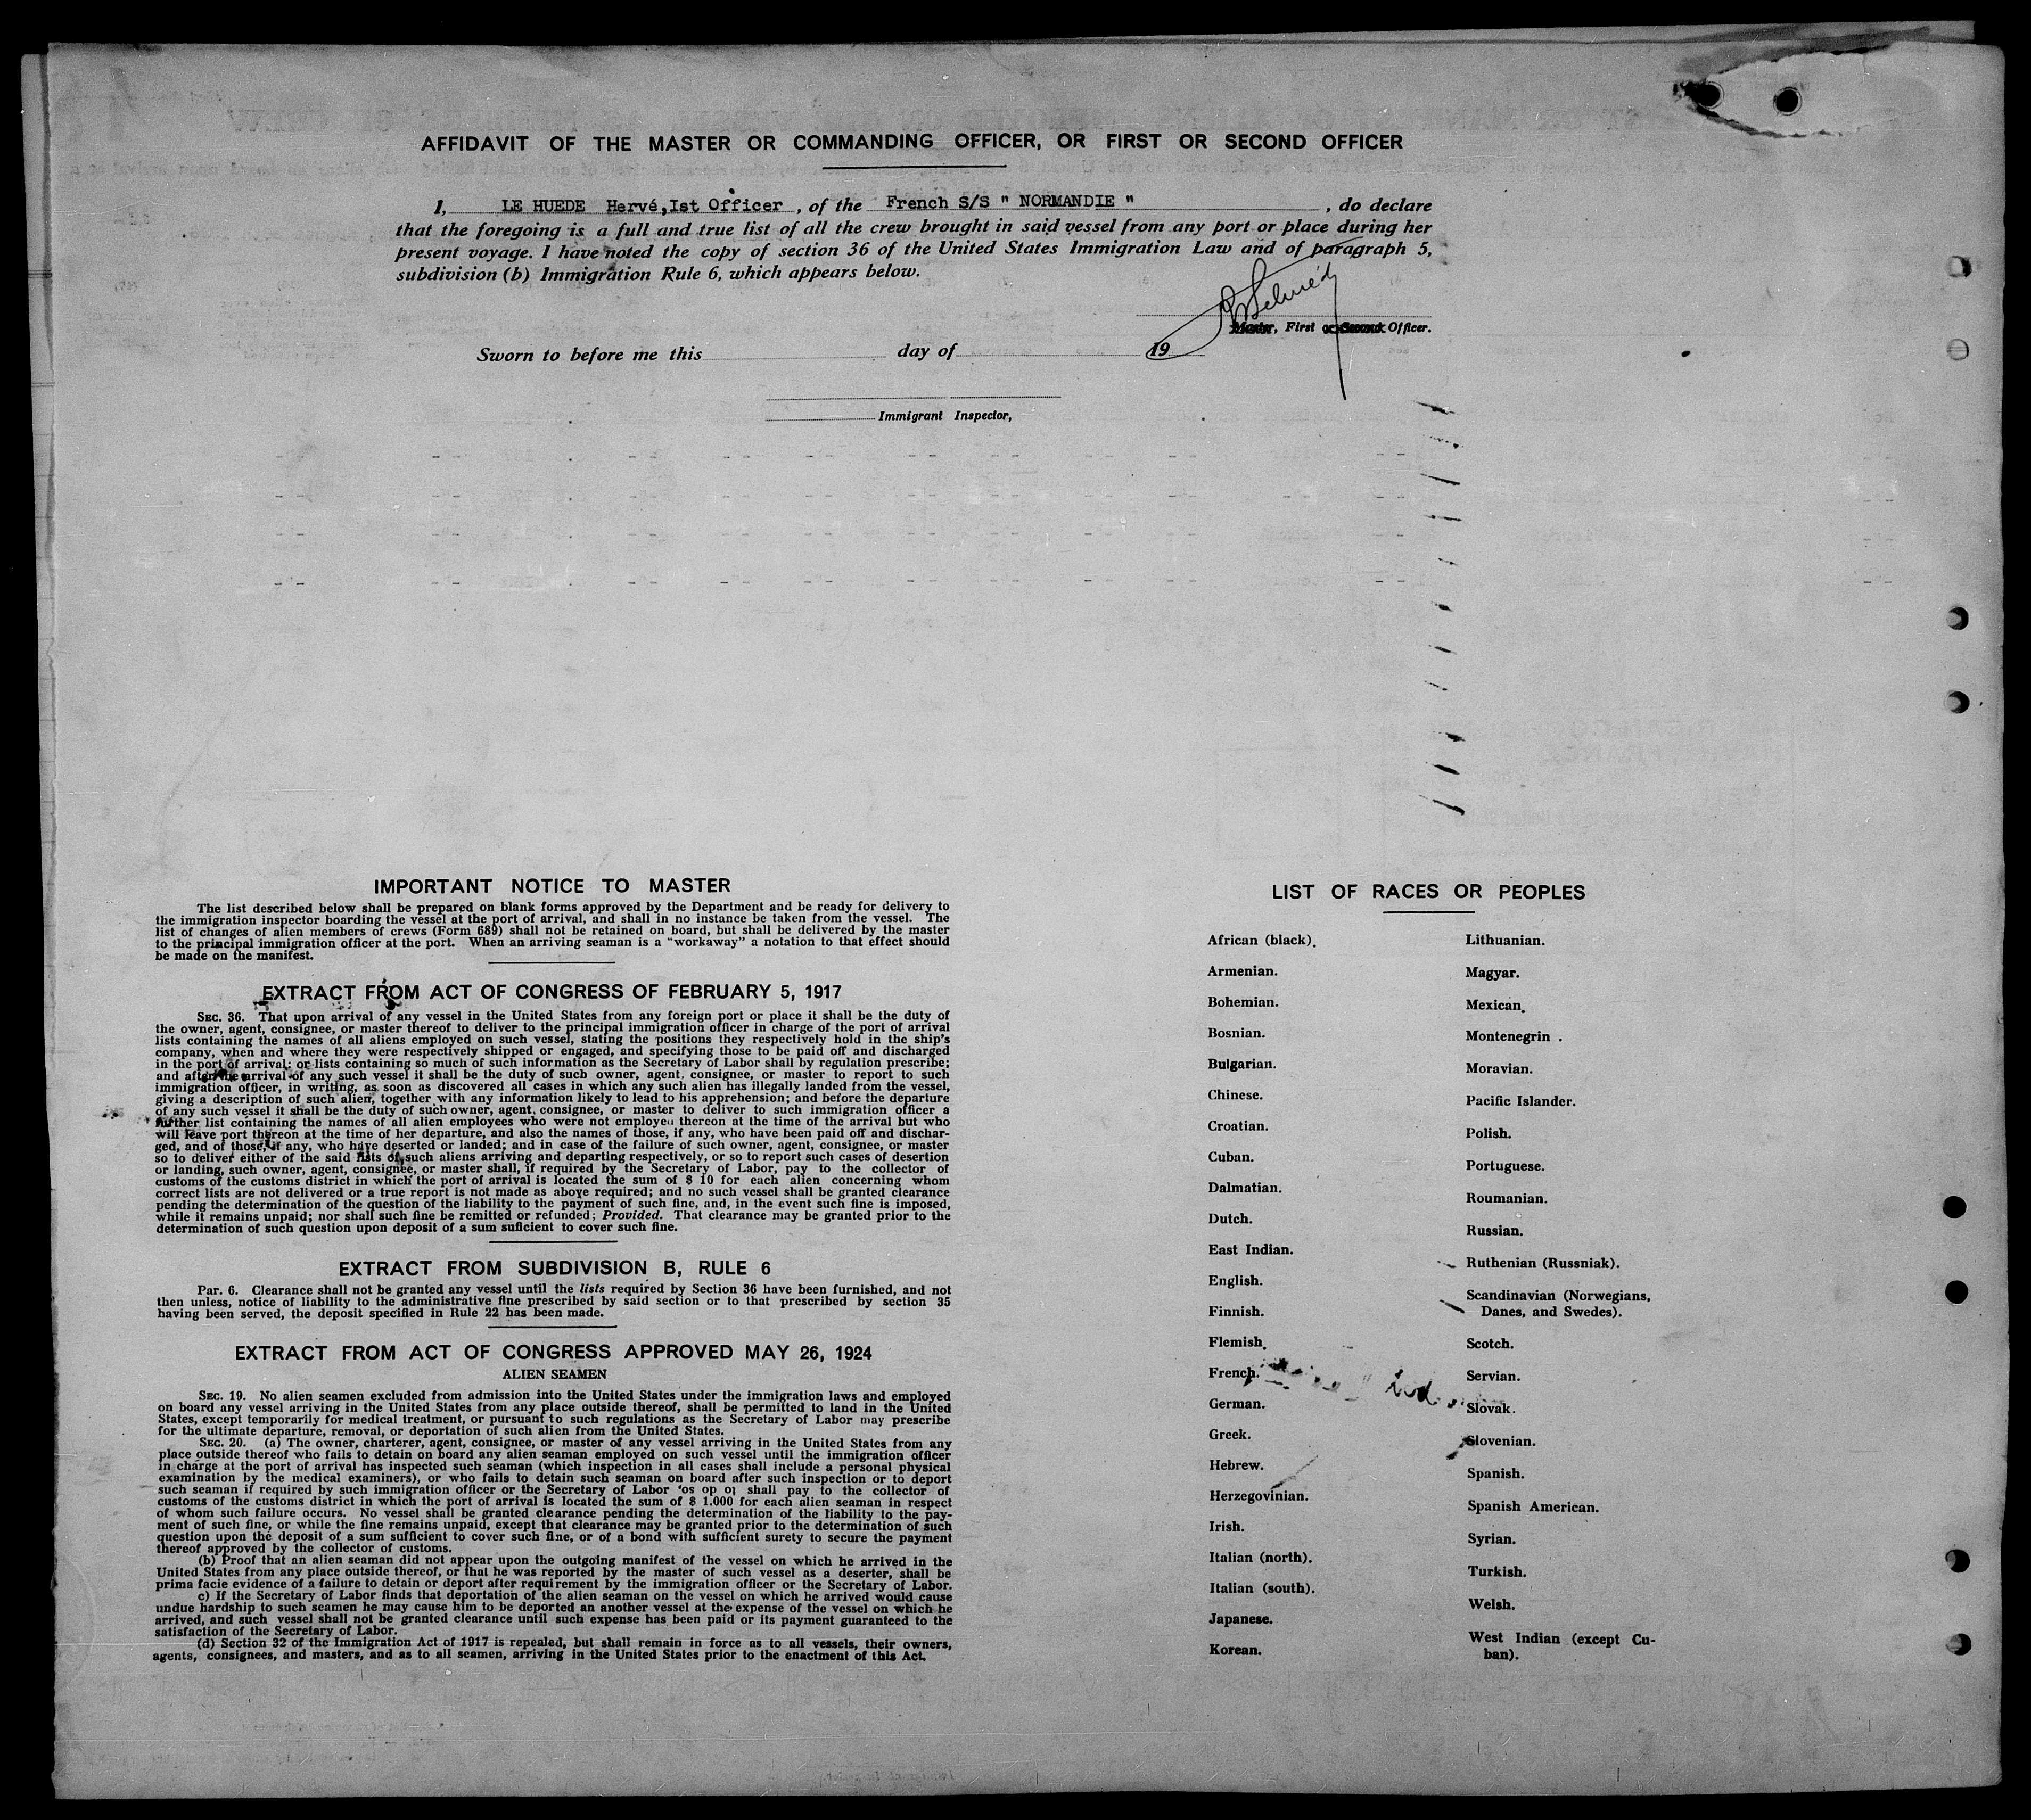 AFFIDAVIT OF THE MASTER OR COMMANDING OFFICER, OR FIRST OR SECOND OFFICER
I, LE HUEDE Hervé,Ist Officer , of the French S/S " NORMANDIE " , do declare
that the foregoing is a full and true list of all the crew brought in said vessel from any port or place during her
present voyage. I have noted the copy of section 36 of the United States Immigration Law and of paragraph 5,
subdivision (b) Immigration Rule 6, which appears below.
Master, First or Second Officer.
Sworn to before me this day of 19
Immigrant Inspector,
IMPORTANT NOTICE TO MASTER
The list described below shall be prepared on blank forms approved by the Department and be ready for delivery to
the immigration inspector boarding the vessel at the port of arrival, and shall in no instance be taken from the vessel. The
list of changes of alien members of crews (Form 689) shall not be retained on board, but shall be delivered by the master
to the principal immigration officer at the port. When an arriving seaman is a "workaway" a notation to that effect should
be made on the manifest.
EXTRACT FROM ACT OF CONGRESS OF FEBRUARY 5, 1917
SEC. 36. That upon arrival of any vessel in the United States from any foreign port or place it shall be the duty of
the owner, agent, consignee, or master thereof to deliver to the principal immigration officer in charge of the port of arrival
lists containing the names of all aliens employed on such vessel, stating the positions they respectively hold in the ship's
company, when and where they were respectively shipped or engaged, and specifying those to be paid off and discharged
in the port of arrival; or lists containing so much of such information as the Secretary of Labor shall by regulation prescribe;
and after the arrival of any such vessel it shall be the duty of such owner, agent, consignee, or master to report to such
immigration officer, in writing, as soon as discovered all cases in which any such alien has illegally landed from the vessel,
giving a description of such alien, together with any information likely to lead to his apprehension; and before the departure
of any such vessel it shall be the duty of such owner, agent, consignee, or master to deliver to such immigration officer a
further list containing the names of all alien employees who were not employed thereon at the time of the arrival but who
will leave port thereon at the time of her departure, and also the names of those, if any, who have been paid off and dischar-
ged, and of those, if any, who have deserted or landed; and in case of the failure of such owner, agent, consignee, or master
so to deliver either of the said lists of such aliens arriving and departing respectively, or so to report such cases of desertion
or landing, such owner, agent, consignee, or master shall, if required by the Secretary of Labor, pay to the collector of
customs of the customs district in which the port of arrival is located the sum of $ 10 for each alien concerning whom
correct lists are not delivered or a true report is not made as above required; and no such vessel shall be granted clearance
pending the determination of the question of the liability to the payment of such fine, and, in the event such fine is imposed,
while it remains unpaid; nor shall such fine be remitted or refunded; Provided. That clearance may be granted prior to the
determination of such question upon deposit of a sum suficient to cover such fine.
EXTRACT FROM SUBDIVISION B, RULE 6
Par. 6. Clearance shall not be granted any vessel until the lists required by Section 36 have been furnished, and not
then unless, notice of liability to the administrative fine prescribed by said section or to that prescribed by section 35
having been served, the deposit specified in Rule 22 has been made.
EXTRACT FROM ACT OF CONGRESS APPROVED MAY 26, 1924
ALIEN SEAMEN
SEC. 19. No alien seamen excluded from admission into the United States under the immigration laws and employed
on board any vessel arriving in the United States from any place outside thereof, shall be permitted to land in the United
States, except temporarily for medical treatment, or pursuant to such regulations as the Secretary of Labor may prescribe
for the ultimate departure, removal, or deportation of such alien from the United States.
SEC. 20. (a) The owner, charterer, agent, consignee, or master of any vessel arriving in the United States from any
place outside thereof who fails to detain on board any alien seaman employed on such vessel until the immigration officer
in charge at the port of arrival has inspected such seaman (which inspection in all cases shall include a personal physical
examination by the medical examiners), or who fails to detain such seaman on board after such inspection or to deport
such seaman if required by such immigration officer or the Secretary of Labor 'os op oʇ shall pay to the collector of
customs of the customs district in which the port of arrival is located the sum of $ 1.000 for each alien seaman in respect
of whom such failure occurs. No vessel shall be granted clearance pending the determination of the liability to the pay-
ment of such fine, or while the fine remains unpaid, except that clearance may be granted prior to the determination of such
question upon the deposit of a sum sufficient to cover such fine, or of a bond with sufficient surety to secure the payment
thereof approved by the collector of customs.
(b) Proof that an alien seaman did not appear upon the outgoing manifest of the vessel on which he arrived in the
United States from any place outside thereof, or that he was reported by the master of such vessel as a deserter, shall be
prima facie evidence of a failure to detain or deport after requirement by the immigration officer or the Secretary of Labor.
c) If the Secretary of Labor finds that deportation of the alien seaman on the vessel on which he arrived would cause
undue hardship to such seamen he may cause him to be deported an another vessel at the expense of the vessel on which he
arrived, and such vessel shall not be granted clearance until such expense has been paid or its payment guaranteed to the
satisfaction of the Secretary of Labor.
(d) Section 32 of the Immigration Act of 1917 is repealed, but shall remain in force as to all vessels, their owners,
agents, consignees, and masters, and as to all seamen, arriving in the United States prior to the enactment of this Act.
LIST OF RACES OR PEOPLES
African (black).
Armenian.
Bohemian.
Bosnian.
Bulgarian.
Chinese.
Croatian.
Cuban.
Dalmatian.
Dutch.
East Indian.
English.
Finnish.
Flemish.
French.
German.
Greek.
Hebrew.
Herzegovinian.
Irish.
Italian (north).
Italian (south).
Japanese.
Korean.
Lithuanian.
Magyar.
Mexican.
Montenegrin .
Moravian.
Pacific Islander.
Polish.
Portuguese.
Roumanian.
Russian.
Ruthenian (Russniak).
Scandinavian (Norwegians,
Danes, and Swedes).
Scotch.
Servian.
Slovak.
Slovenian.
Spanish.
Spanish American.
Syrian.
Turkish.
Welsh.
West Indian (except Cu-
ban).